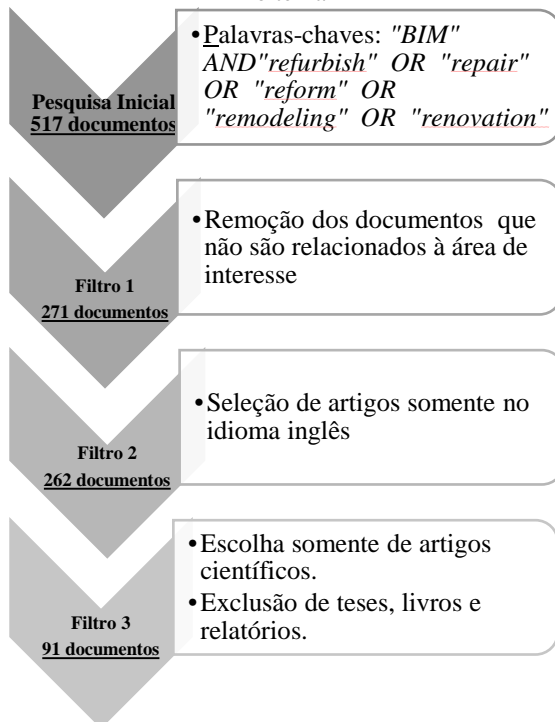 Pesquisa Inicial
517 documentos
•Palavras-chaves: "BIM"
AND"refurbish" OR "repair"
OR "reform" OR
"remodeling" OR "renovation"
Filtro 1
271 documentos
•Remoção dos documentos que
não são relacionados à área de
interesse
Filtro 2
262 documentos
•Seleção de artigos somente no
idioma inglês
Filtro 3
91 documentos
•Escolha somente de artigos
científicos.
•Exclusão de teses, livros e
relatórios.